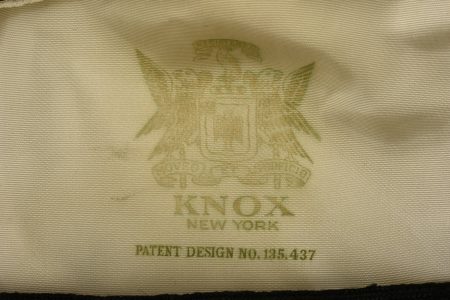 KNOX
NEW YORK
PATENT DESIGN NO. 135.437